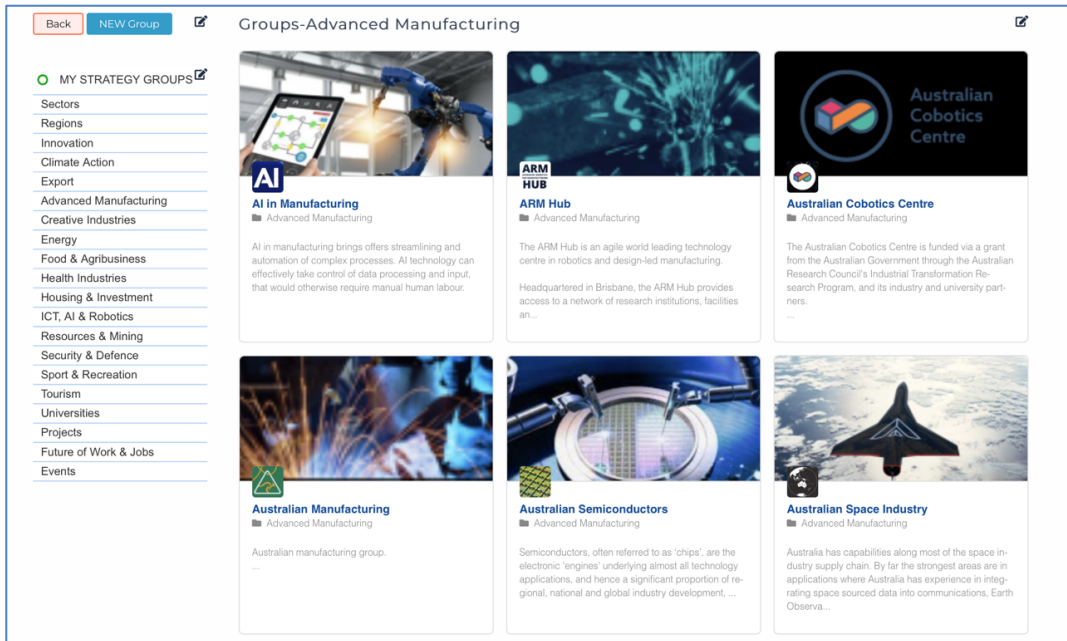 Back
NEW Group
Groups-Advanced Manufacturing
MY STRATEGY GROUPS
Sectors
Regions
Innovation
Climate Action
Export
Advanced Manufacturing
Creative Industries
Energy
Food & Agribusiness
Health Industries
Housing & Investment
ICT, AI & Robotics
Resources & Mining
Security & Defence
Sport & Recreation
Tourism
Universities
Projects
Future of Work & Jobs
Events
AI
AI in Manufacturing
Advanced Manufacturing
AI in manufacturing brings offers streamlining and
automation of complex processes. AI technology can
effectively take control of data processing and input,
that would otherwise require manual human labour.
ARM
HUB
ARM Hub
Advanced Manufacturing
The ARM Hub is an agile world leading technology
centre in robotics and design-led manufacturing.
Headquartered in Brisbane, the ARM Hub provides
access to a network of research institutions, facilities
an...
Australian
Cobotics
Centre
Australian Cobotics Centre
Advanced Manufacturing
The Australian Cobotics Centre is funded via a grant
from the Australian Government through the Australian
Research Council's Industrial Transformation Re-
search Program, and its industry and university part-
ners.
...
Australian Manufacturing
Advanced Manufacturing
Australian manufacturing group.
...
Australian Semiconductors
Advanced Manufacturing
Semiconductors, often referred to as 'chips', are the
electronic 'engines' underlying almost all technology
applications, and hence a significant proportion of re-
gional, national and global industry development, ...
Australian Space Industry
Advanced Manufacturing
Australia has capabilities along most of the space in-
dustry supply chain. By far the strongest areas are in
applications where Australia has experience in integ-
rating space sourced data into communications, Earth
Observa...